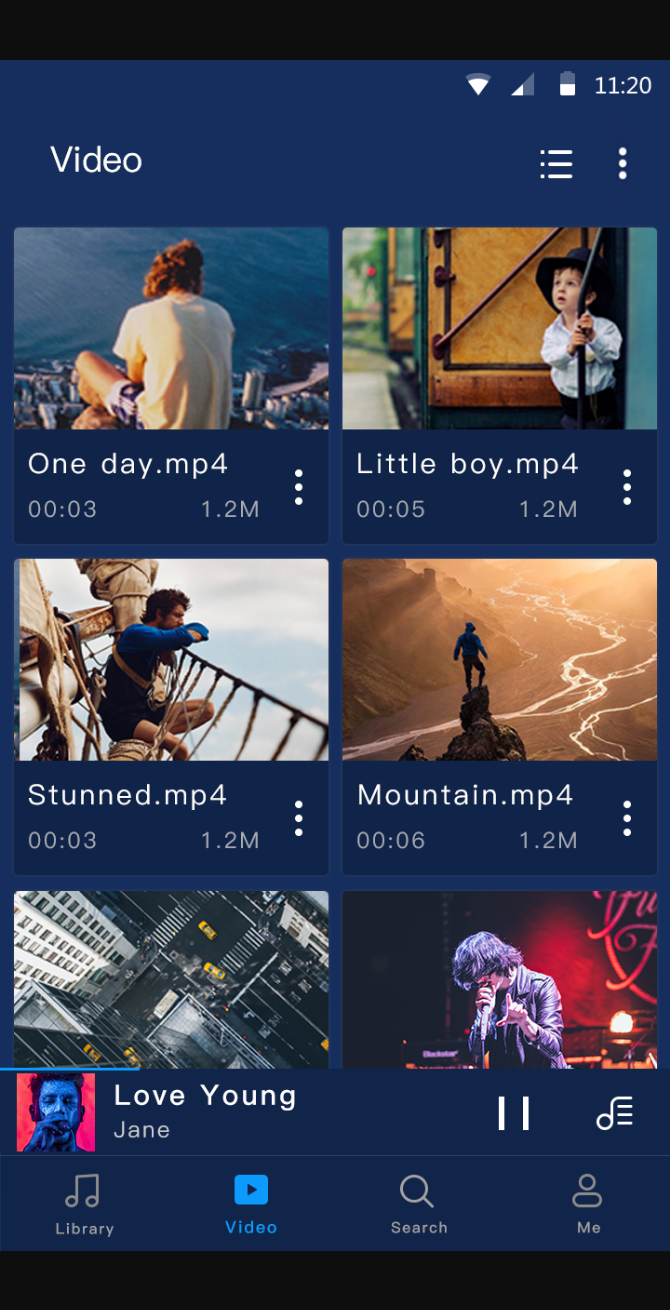 11:20
Video
One day.mp4
00:03 1.2M
Little boy.mp4
00:05 1.2M
Stunned.mp4
00:03 1.2M
Mountain.mp4
00:06 1.2M
Blackstar
Love Young
Jane
Library
Video
Search
Me